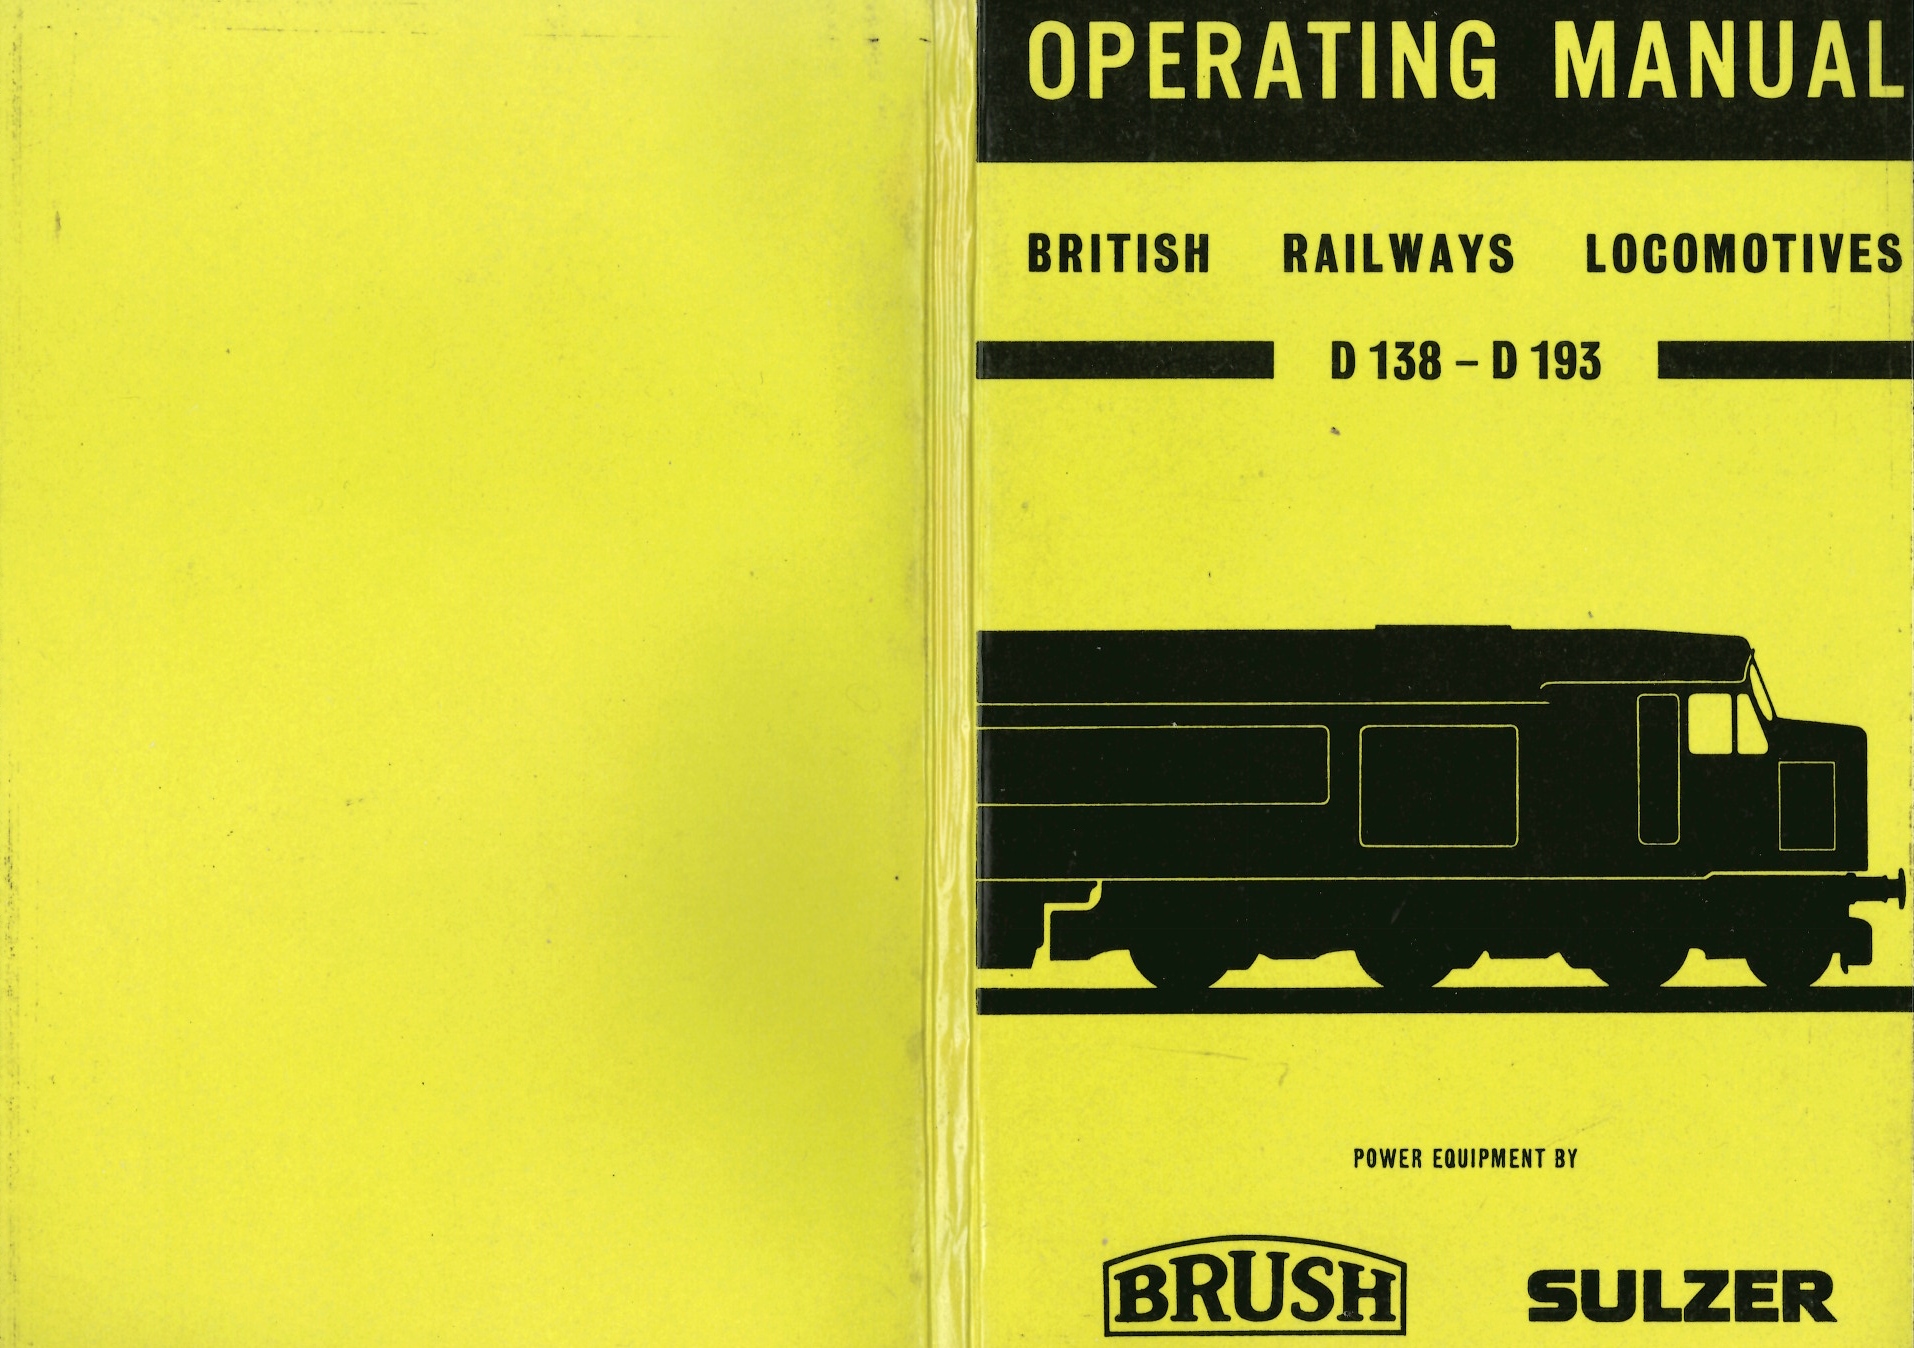 OPERATING MANUAL
BRITISH RAILWAYS LOCOMOTIVES
D 138 – D 193
POWER EQUIPMENT BY
BRUSH
SULZER